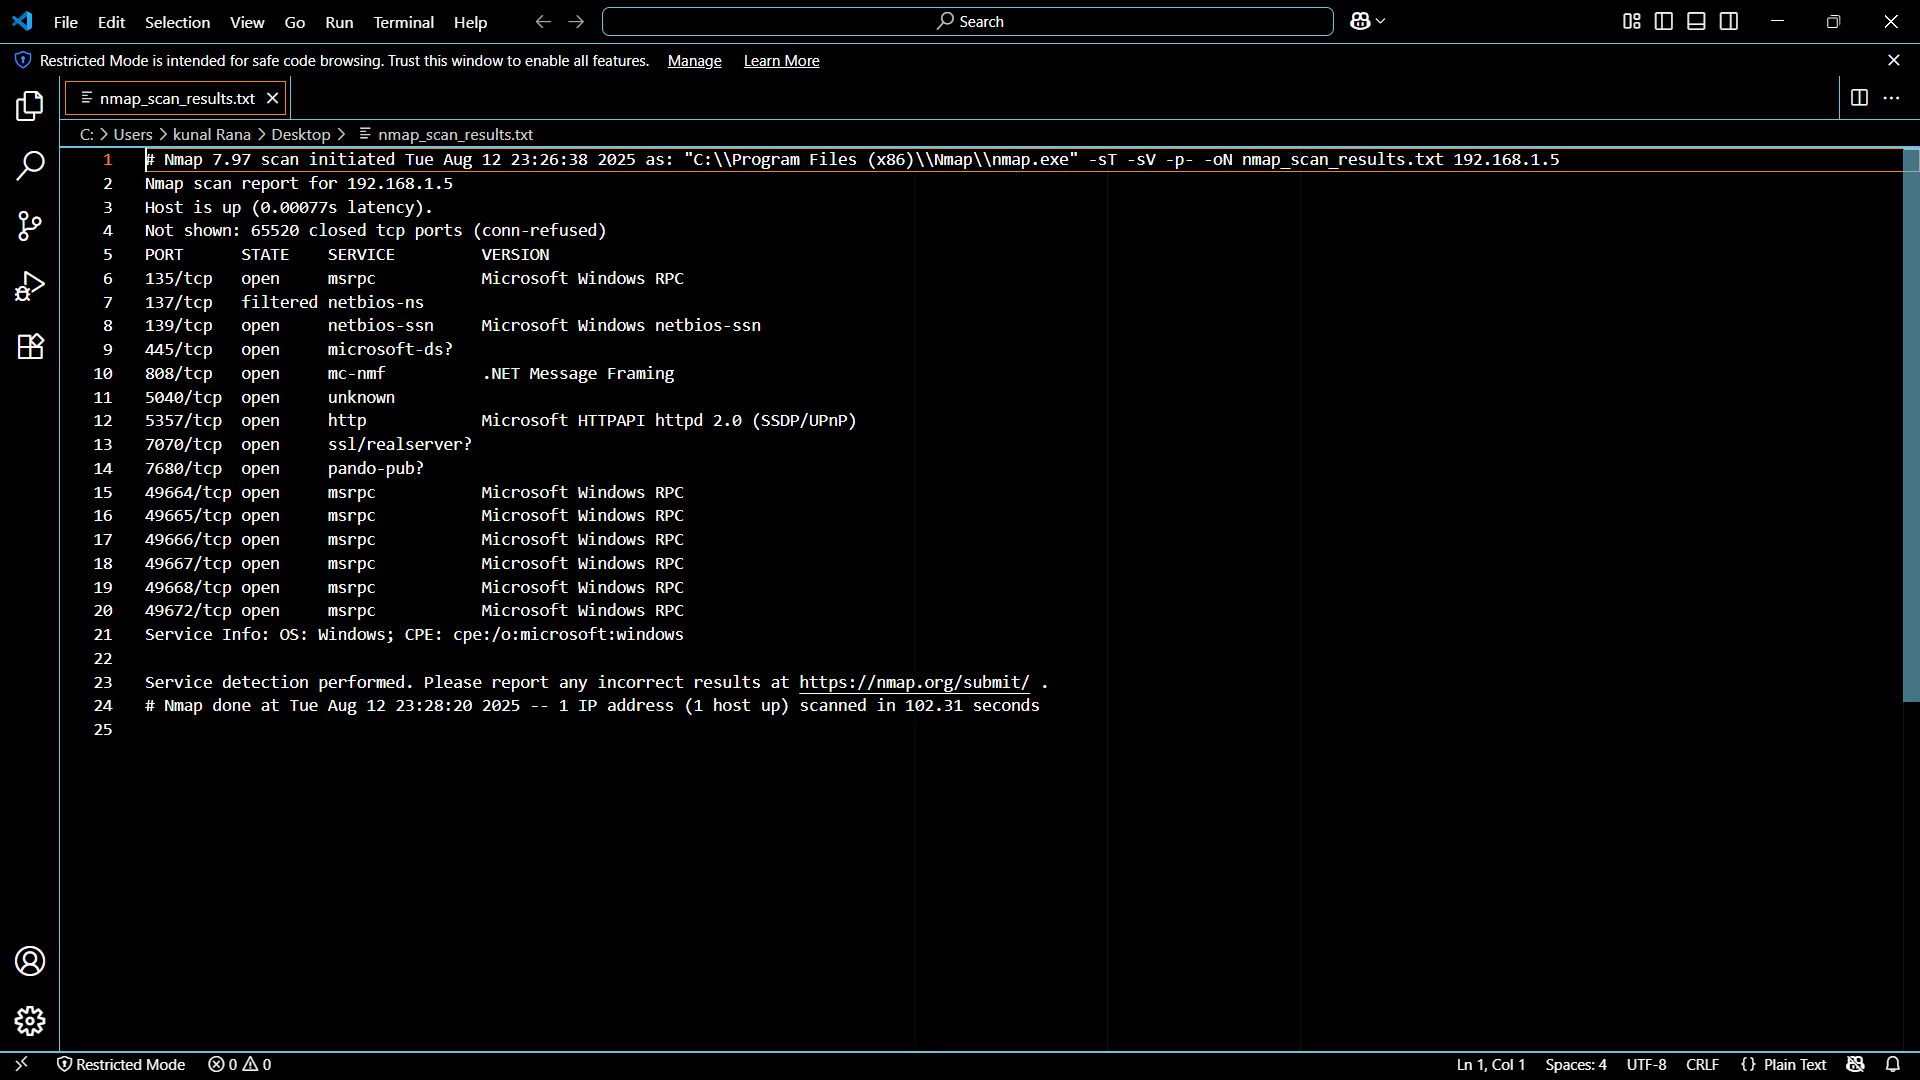 File Edit Selection View Go Run Terminal Help Search
Restricted Mode is intended for safe code browsing. Trust this window to enable all features. Manage Learn More
nmap_scan_results.txt
C: > Users > kunal Rana > Desktop > nmap_scan_results.txt
1 # Nmap 7.97 scan initiated Tue Aug 12 23:26:38 2025 as: "C:\\Program Files (x86)\\Nmap\\nmap.exe" -sT -sV -p- -oN nmap_scan_results.txt 192.168.1.5
2 Nmap scan report for 192.168.1.5
3 Host is up (0.00077s latency).
4 Not shown: 65520 closed tcp ports (conn-refused)
5 PORT STATE SERVICE VERSION
6 135/tcp open msrpc Microsoft Windows RPC
7 137/tcp filtered netbios-ns
8 139/tcp open netbios-ssn Microsoft Windows netbios-ssn
9 445/tcp open microsoft-ds?
10 808/tcp open mc-nmf .NET Message Framing
11 5040/tcp open unknown
12 5357/tcp open http Microsoft HTTPAPI httpd 2.0 (SSDP/UPnP)
13 7070/tcp open ssl/realserver?
14 7680/tcp open pando-pub?
15 49664/tcp open msrpc Microsoft Windows RPC
16 49665/tcp open msrpc Microsoft Windows RPC
17 49666/tcp open msrpc Microsoft Windows RPC
18 49667/tcp open msrpc Microsoft Windows RPC
19 49668/tcp open msrpc Microsoft Windows RPC
20 49672/tcp open msrpc Microsoft Windows RPC
21 Service Info: OS: Windows; CPE: cpe:/o:microsoft:windows
22
23 Service detection performed. Please report any incorrect results at https://nmap.org/submit/ .
24 # Nmap done at Tue Aug 12 23:28:20 2025 -- 1 IP address (1 host up) scanned in 102.31 seconds
25
Restricted Mode 0 0 Ln 1, Col 1 Spaces: 4 UTF-8 CRLF {} Plain Text